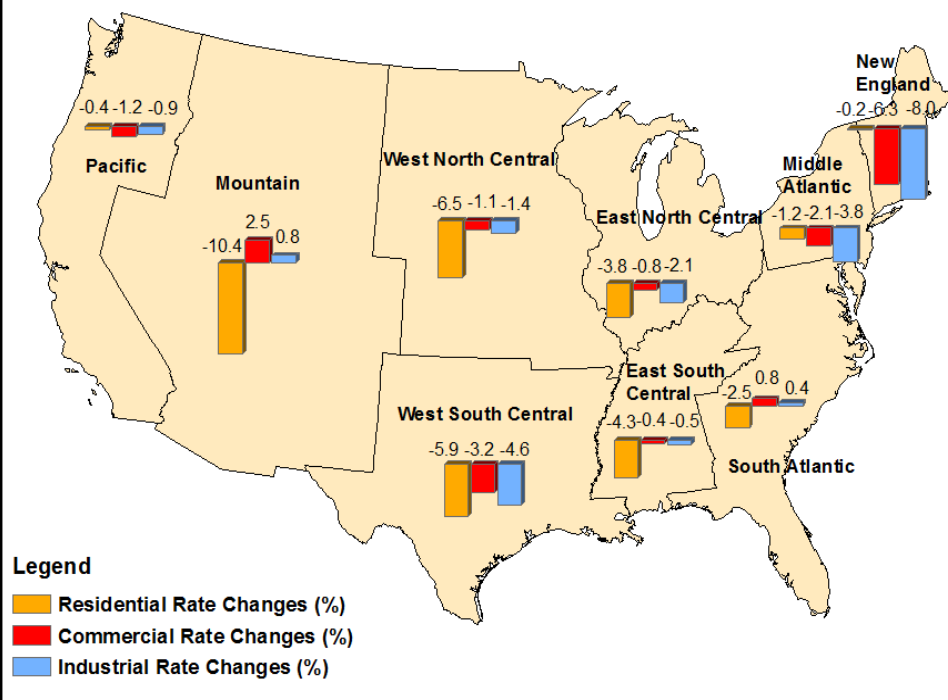 New
England
-0.2 -6.3 -8.0
-0.4 -1.2 -0.9
Pacific
Mountain
2.5
-10.4 0.8
West North Central
-6.5 -1.1 -1.4
Middle
Atlantic
-1.2 -2.1 -3.8
East North Central
-3.8 -0.8 -2.1
East South
Central
-4.3 -0.4 -0.5
0.8
-2.5 0.4
South Atlantic
West South Central
-5.9 -3.2 -4.6
Legend
Residential Rate Changes (%)
Commercial Rate Changes (%)
Industrial Rate Changes (%)